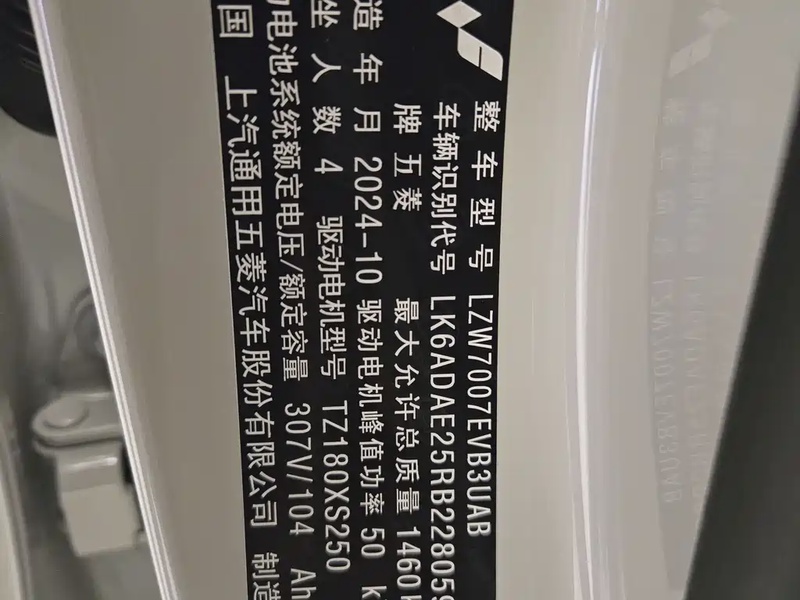 整车型号 LZW7007EVB3UAB
车辆识别代号 LK6ADAE25RB228059
牌 五菱 最大允许总质量 1460k
造年月 2024-10 驱动电机峰值功率 50 k
坐人数 4 驱动电机型号 TZ180XS250
动电池系统额定电压/额定容量 307V/104 Ah
国 上汽通用五菱汽车股份有限公司 制造